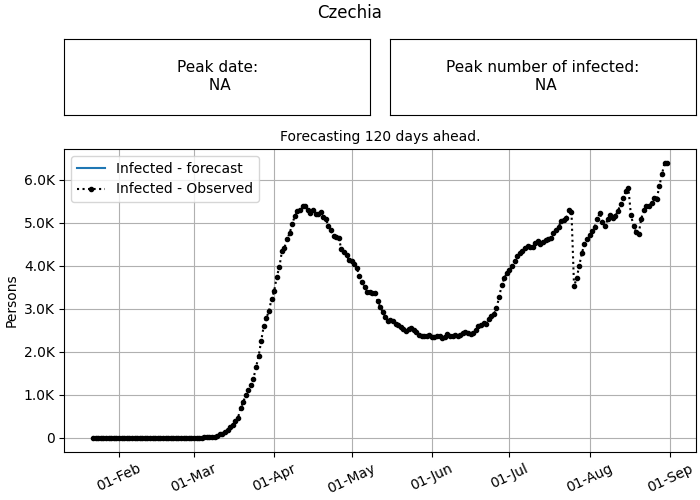 Czechia
Peak date:
NA
Peak number of infected:
NA
Forecasting 120 days ahead.
Infected - forecast
Infected - Observed
Persons
6.0K
5.0K
4.0K
3.0K
2.0K
1.0K
0
01-Feb
01-Mar
01-Apr
01-May
01-Jun
01-Jul
01-Aug
01-Sep